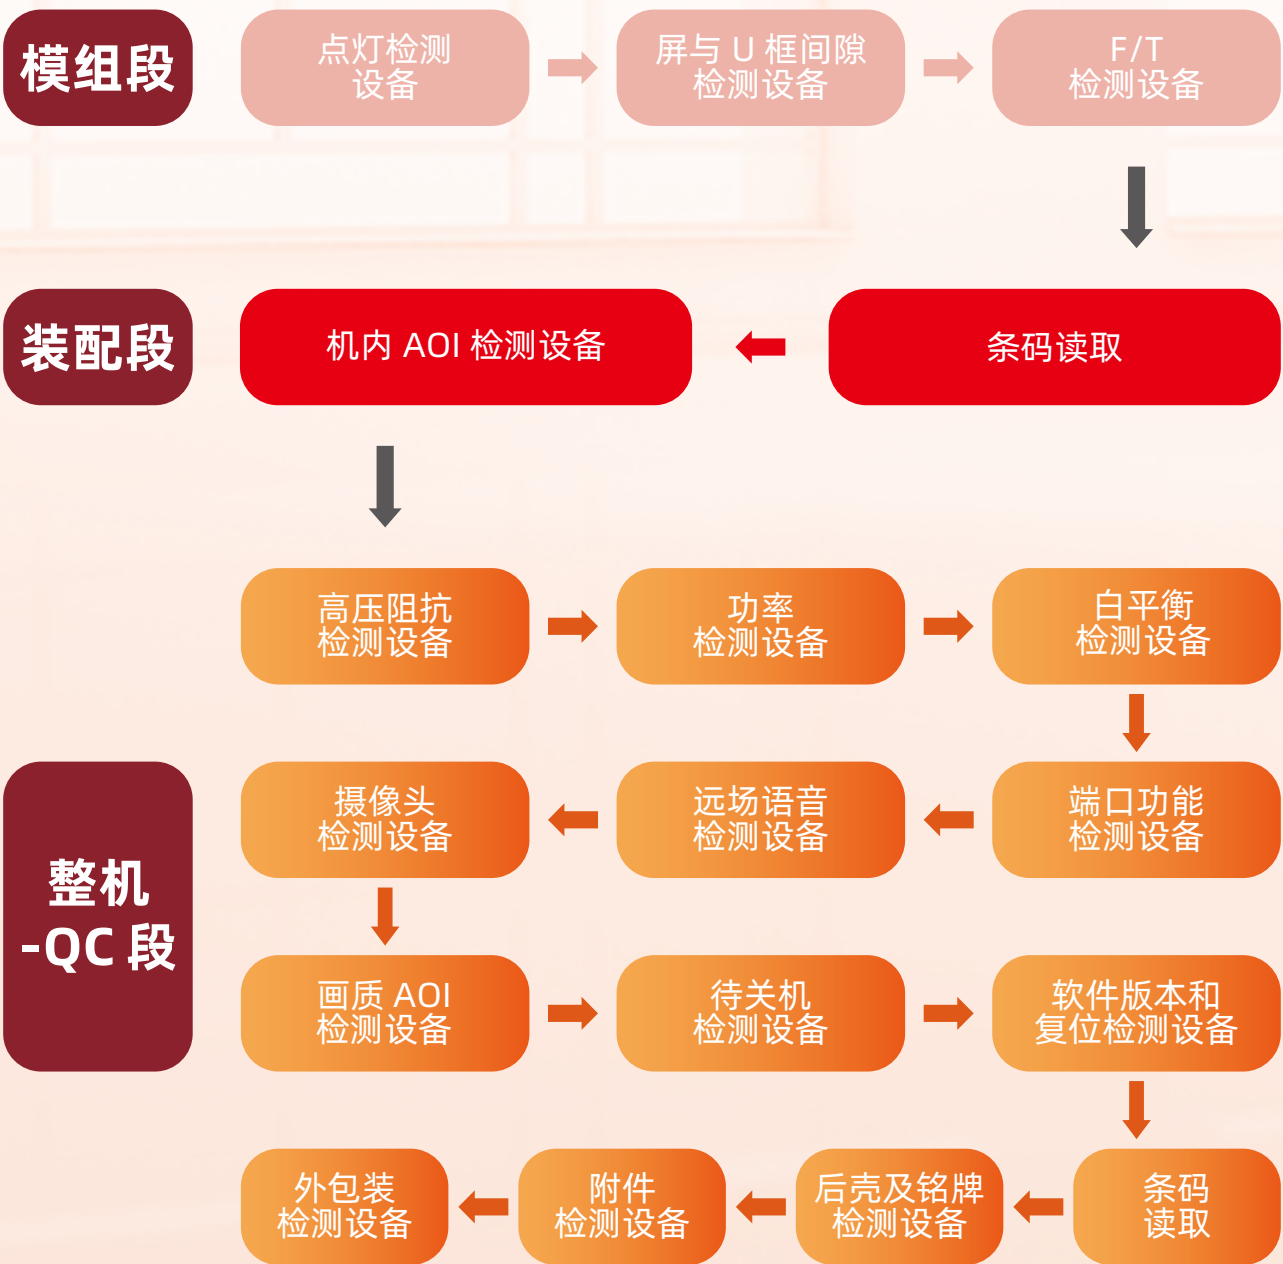 模组段
点灯检测
设备
屏与 U 框间隙
检测设备
F/T
检测设备
装配段
机内 AOI 检测设备
条码读取
整机
-QC 段
高压阻抗
检测设备
功率
检测设备
白平衡
检测设备
摄像头
检测设备
远场语音
检测设备
端口功能
检测设备
画质 AOI
检测设备
待关机
检测设备
软件版本和
复位检测设备
外包装
检测设备
附件
检测设备
后壳及铭牌
检测设备
条码
读取